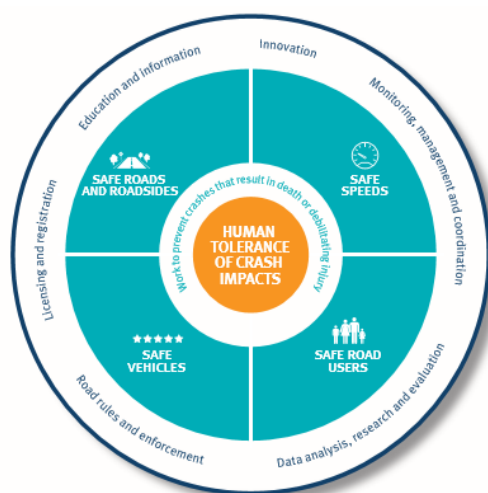 Innovation
Education and information
Monitoring, management and coordination
Licensing and registration
SAFE ROADS
AND ROADSIDES
SAFE
SPEEDS
Work to prevent crashes that result in death or debilitating injury
HUMAN
TOLERANCE
OF CRASH
IMPACTS
SAFE
VEHICLES
SAFE ROAD
USERS
Road rules and enforcement
Data analysis, research and evaluation